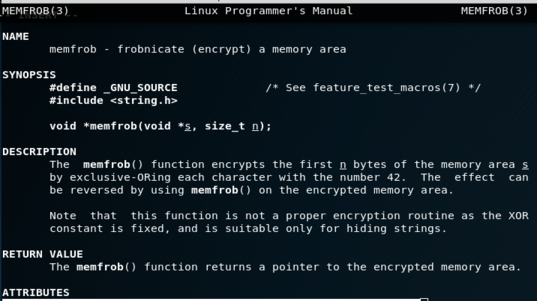 MEMFROB(3) Linux Programmer's Manual MEMFROB(3)
NAME
memfrob - frobnicate (encrypt) a memory area
SYNOPSIS
#define _GNU_SOURCE /* See feature_test_macros(7) */
#include <string.h>
void *memfrob(void *s, size_t n);
DESCRIPTION
The memfrob() function encrypts the first n bytes of the memory area s
by exclusive-ORing each character with the number 42. The effect can
be reversed by using memfrob() on the encrypted memory area.
Note that this function is not a proper encryption routine as the XOR
constant is fixed, and is suitable only for hiding strings.
RETURN VALUE
The memfrob() function returns a pointer to the encrypted memory area.
ATTRIBUTES